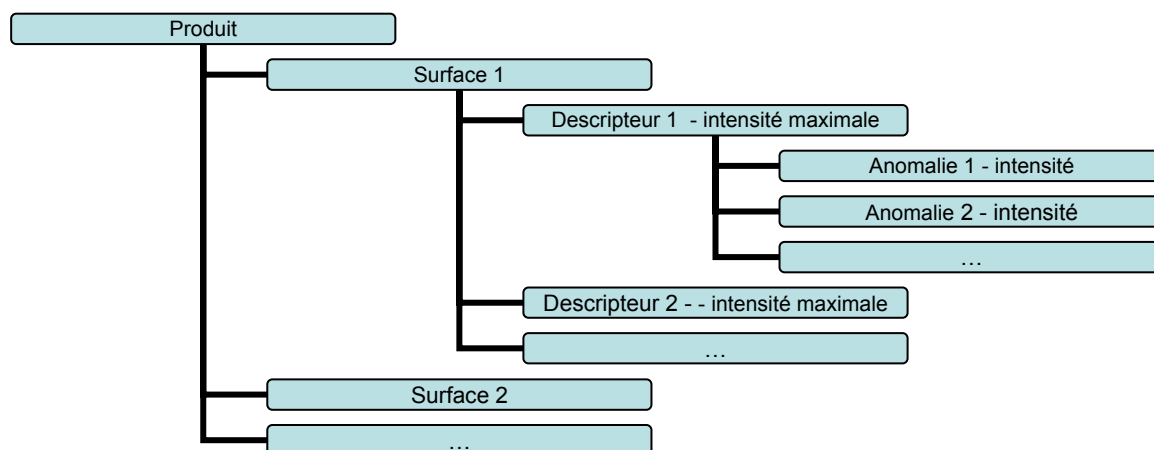 Produit
Surface 1
Descripteur 1 - intensité maximale
Anomalie 1 - intensité
Anomalie 2 - intensité
…
Descripteur 2 - - intensité maximale
…
Surface 2
…